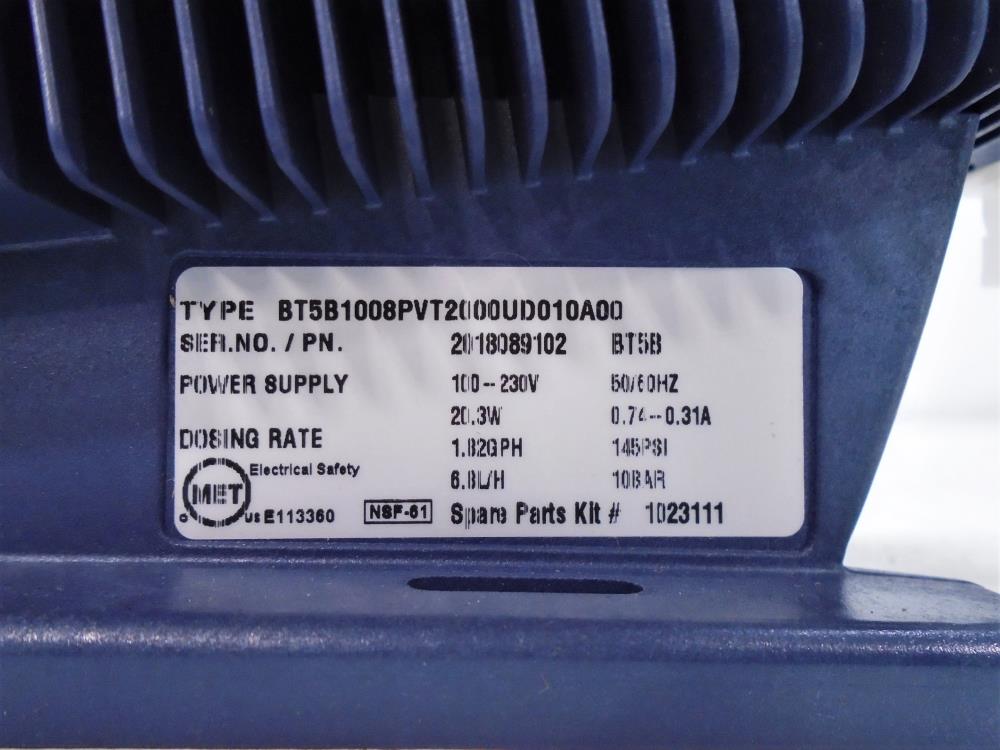 TYPE BT5B1008PVT2000UD010A00
SER.NO. / PN. 2018089102 BT5B
POWER SUPPLY 100--230V 50/60HZ
20.3W 0.74--0.31A
DOSING RATE 1.82GPH 145PSI
6.8L/H 10BAR
Electrical Safety
MET
c us E113360 NSF-61 Spare Parts Kit # 1023111